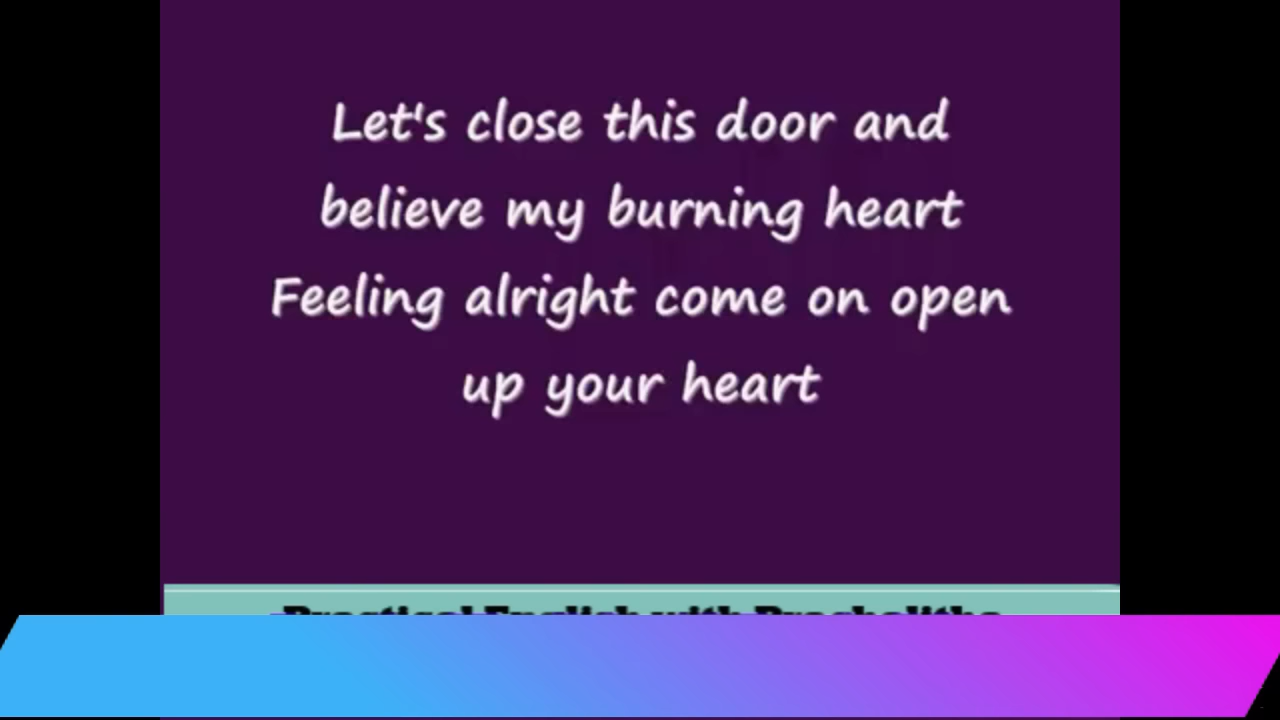 Let's close this door and
believe my burning heart
Feeling alright come on open
up your heart
Practical English with